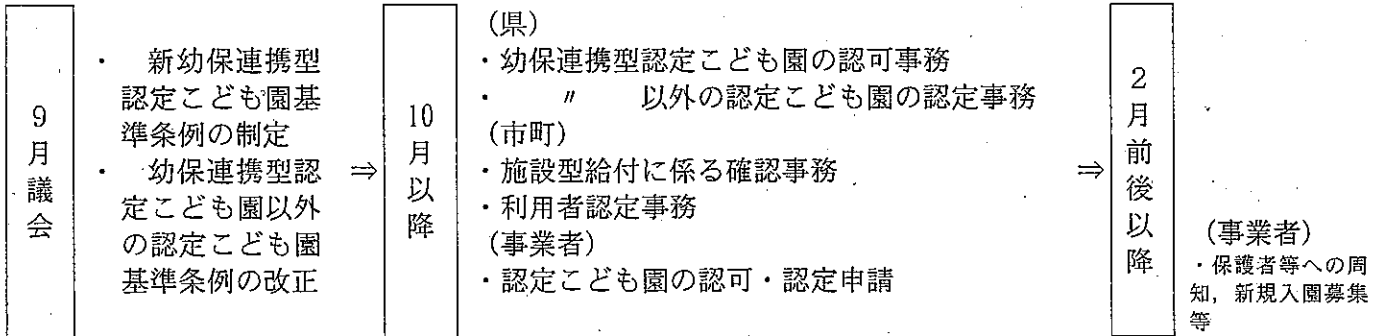 9月議会
・ 新幼保連携型
認定こども園基
準条例の制定
・ 幼保連携型認
定こども園以外
の認定こども園
基準条例の改正
⇒
10月以降
(県)
・幼保連携型認定こども園の認可事務
・ 〃 以外の認定こども園の認定事務
(市町)
・施設型給付に係る確認事務
・利用者認定事務
(事業者)
・認定こども園の認可・認定申請
⇒
2月前後以降
(事業者)
・保護者等への周
知，新規入園募集
等